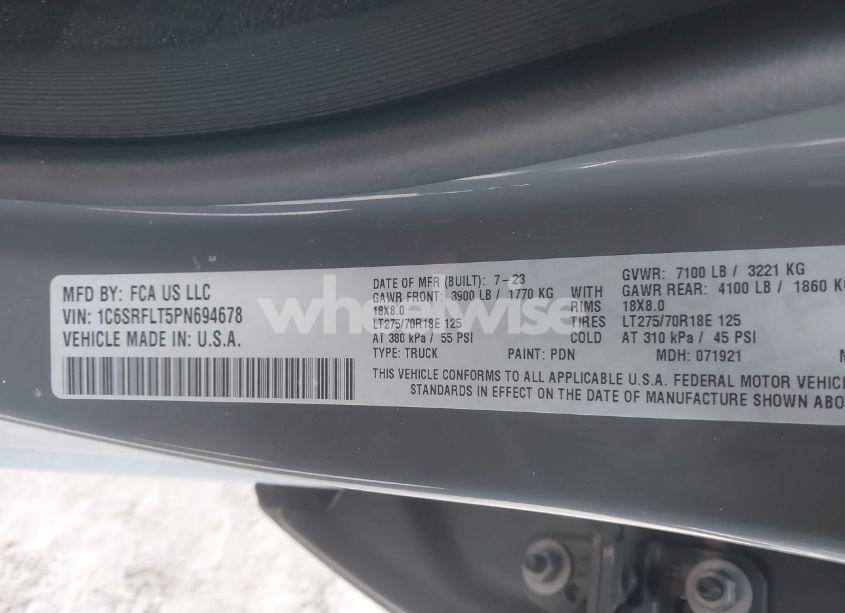 MFD BY: FCA US LLC
VIN: 1C6SRFLT5PN694678
VEHICLE MADE IN: U.S.A.
DATE OF MFR (BUILT): 7-23
GVWR: 7100 LB / 3221 KG
GAWR FRONT: 3900 LB / 1770 KG WITH GAWR REAR: 4100 LB / 1860 K
18X8.0 RIMS 18X8.0
LT275/70R18E 125 TIRES LT275/70R18E 125
AT 380 kPa / 55 PSI COLD AT 310 kPa / 45 PSI
TYPE: TRUCK PAINT: PDN MDH: 071921
THIS VEHICLE CONFORMS TO ALL APPLICABLE U.S.A. FEDERAL MOTOR VEHIC
STANDARDS IN EFFECT ON THE DATE OF MANUFACTURE SHOWN ABO
wheelwise